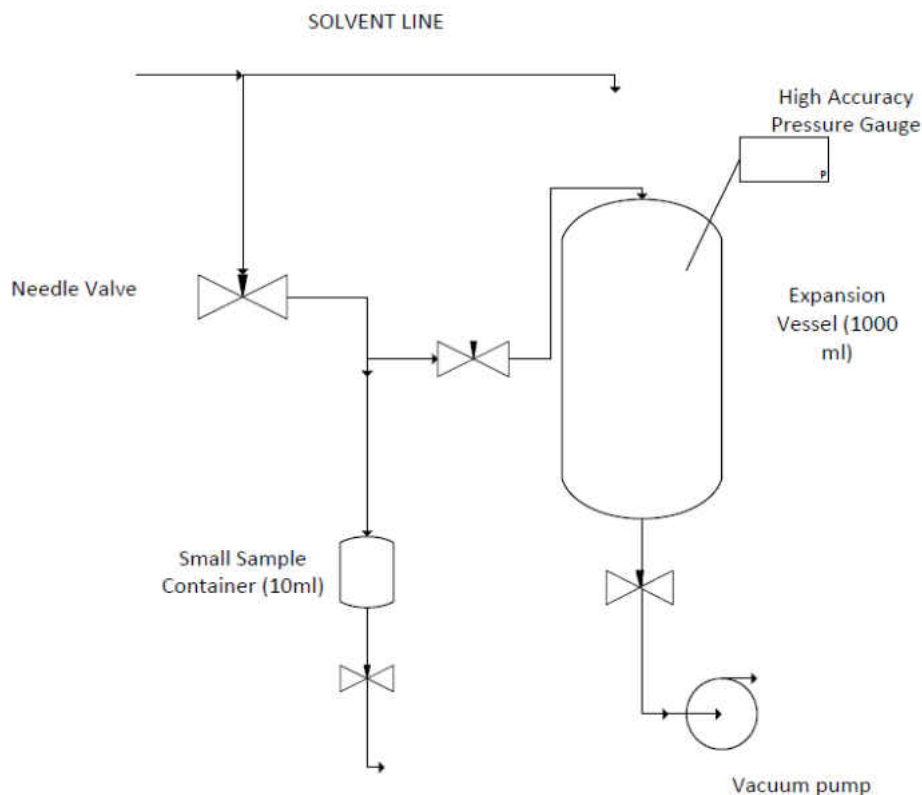 SOLVENT LINE
High Accuracy
Pressure Gauge
P
Needle Valve
Expansion
Vessel (1000
ml)
Small Sample
Container (10ml)
Vacuum pump